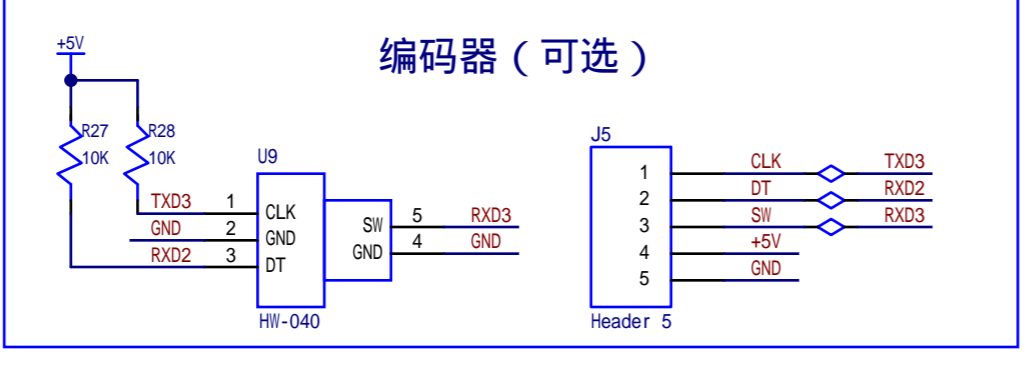 +5V
编码器（可选）
R27
10K
R28
10K
U9
TXD3 1 CLK
GND 2 GND
RXD2 3 DT
SW 5 RXD3
GND 4 GND
HW-040
J5
1 CLK TXD3
2 DT RXD2
3 SW RXD3
4 +5V
5 GND
Header 5